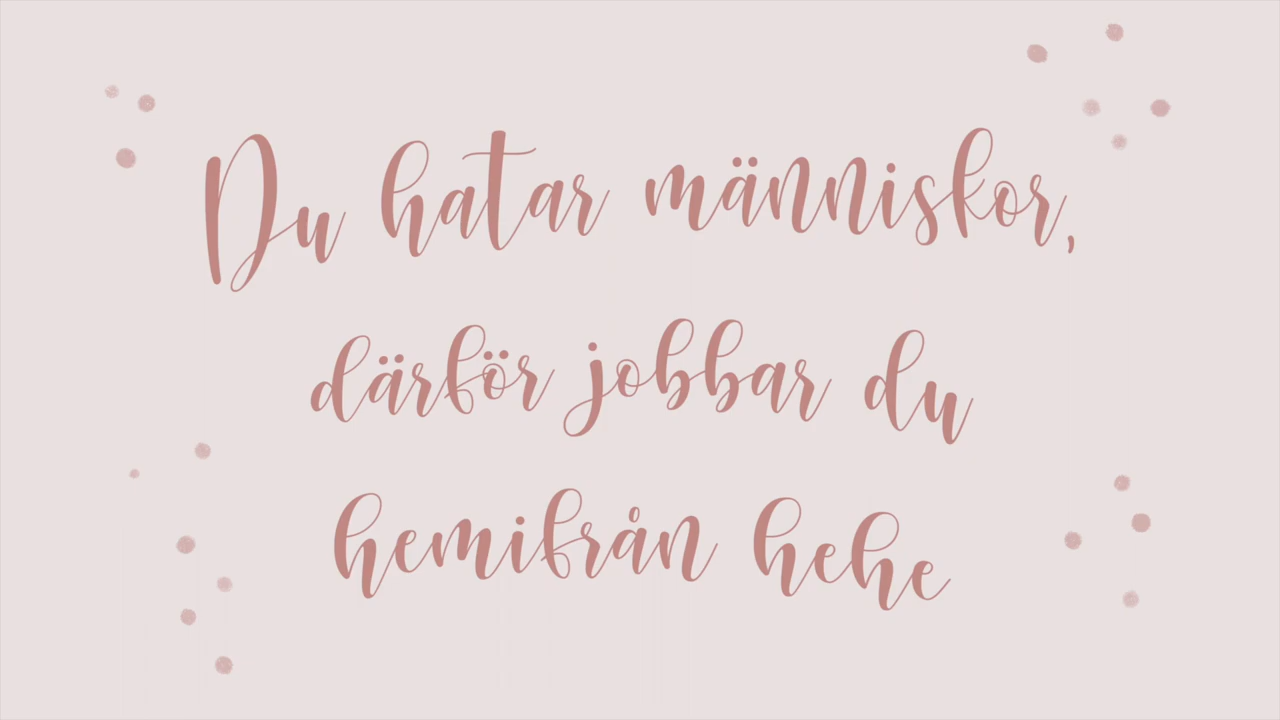 Du hatar människor,
därför jobbar du
hemifrån hehe